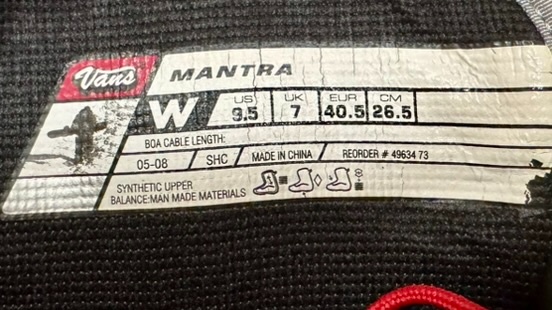 Vans MANTRA
W US UK EUR CM
9.5 7 40.5 26.5
BOA CABLE LENGTH:
05-08 / SHC / MADE IN CHINA / REORDER # 49634 73
SYNTHETIC UPPER
BALANCE:MAN MADE MATERIALS